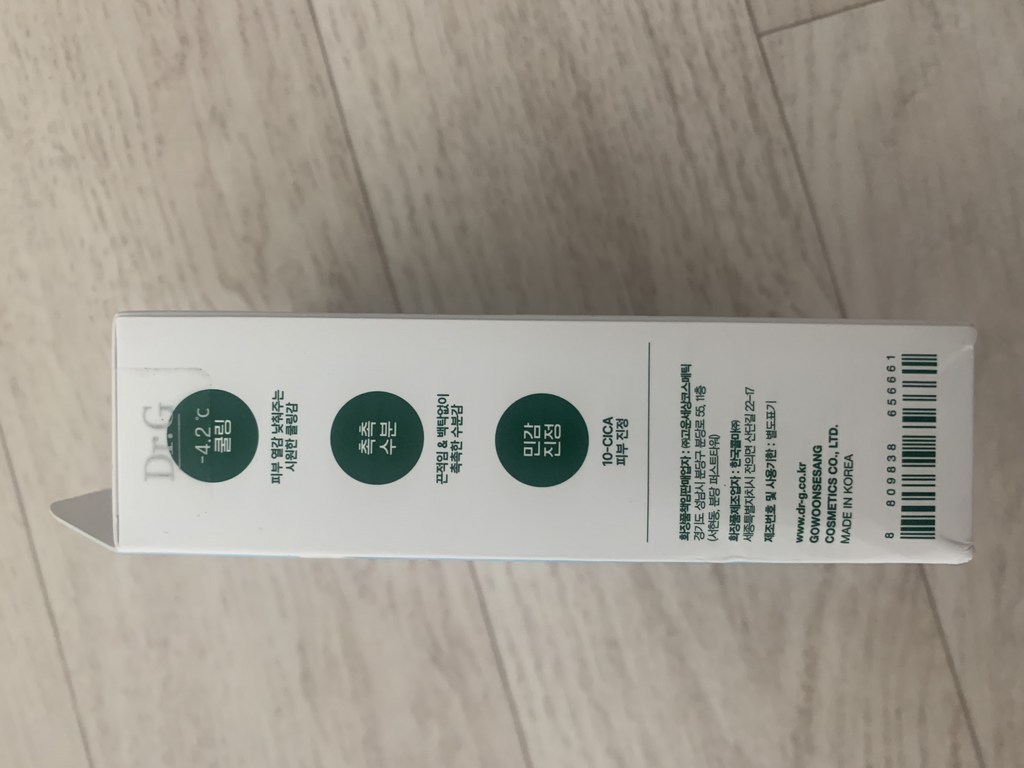 Dr.G
-4.2 ℃
쿨링
피부 열감 낮춰주는
시원한 쿨링감
촉촉
수분
끈적임 & 백탁없이
촉촉한 수분감
민감
진정
10-CICA
피부 진정
화장품책임판매업자 : ㈜고운세상코스메틱
경기도 성남시 분당구 분당로 55, 11층
(서현동, 분당 퍼스트타워)
화장품제조업자 : 한국콜마㈜
세종특별자치시 전의면 산단길 22-17
제조번호 및 사용기한 : 별도표기
www.dr-g.co.kr
GOWOONSESANG
COSMETICS CO., LTD.
MADE IN KOREA
8 809838 656661